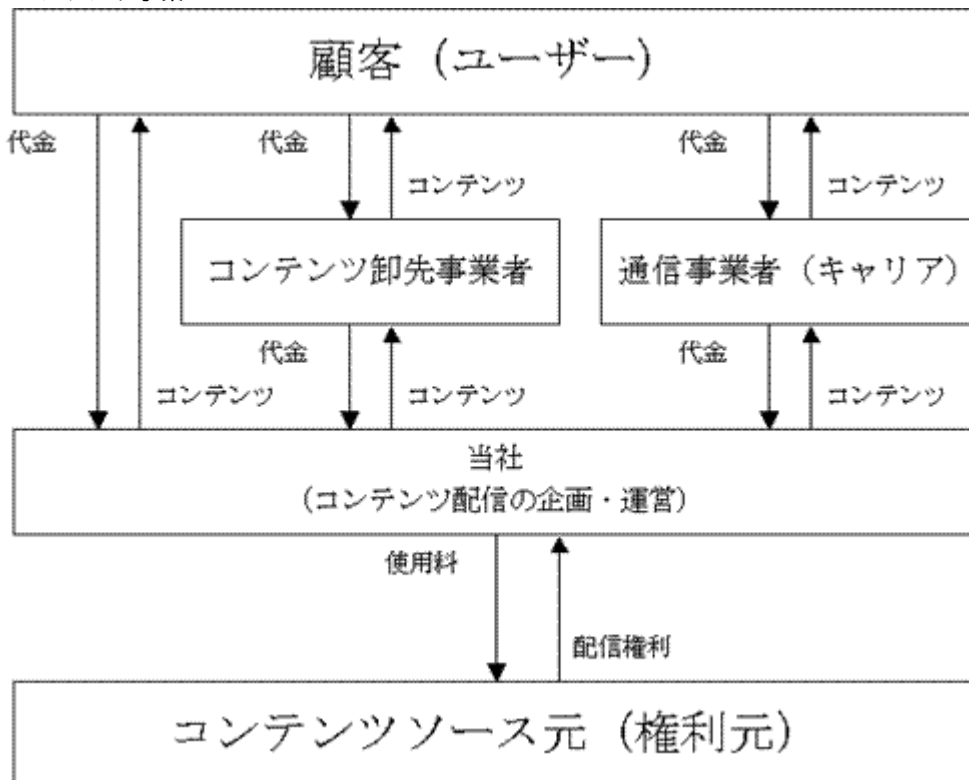 顧客（ユーザー）
代金
代金
代金
コンテンツ
コンテンツ
コンテンツ卸先事業者
通信事業者（キャリア）
代金
代金
コンテンツ
コンテンツ
コンテンツ
当社
（コンテンツ配信の企画・運営）
使用料
配信権利
コンテンツソース元（権利元）